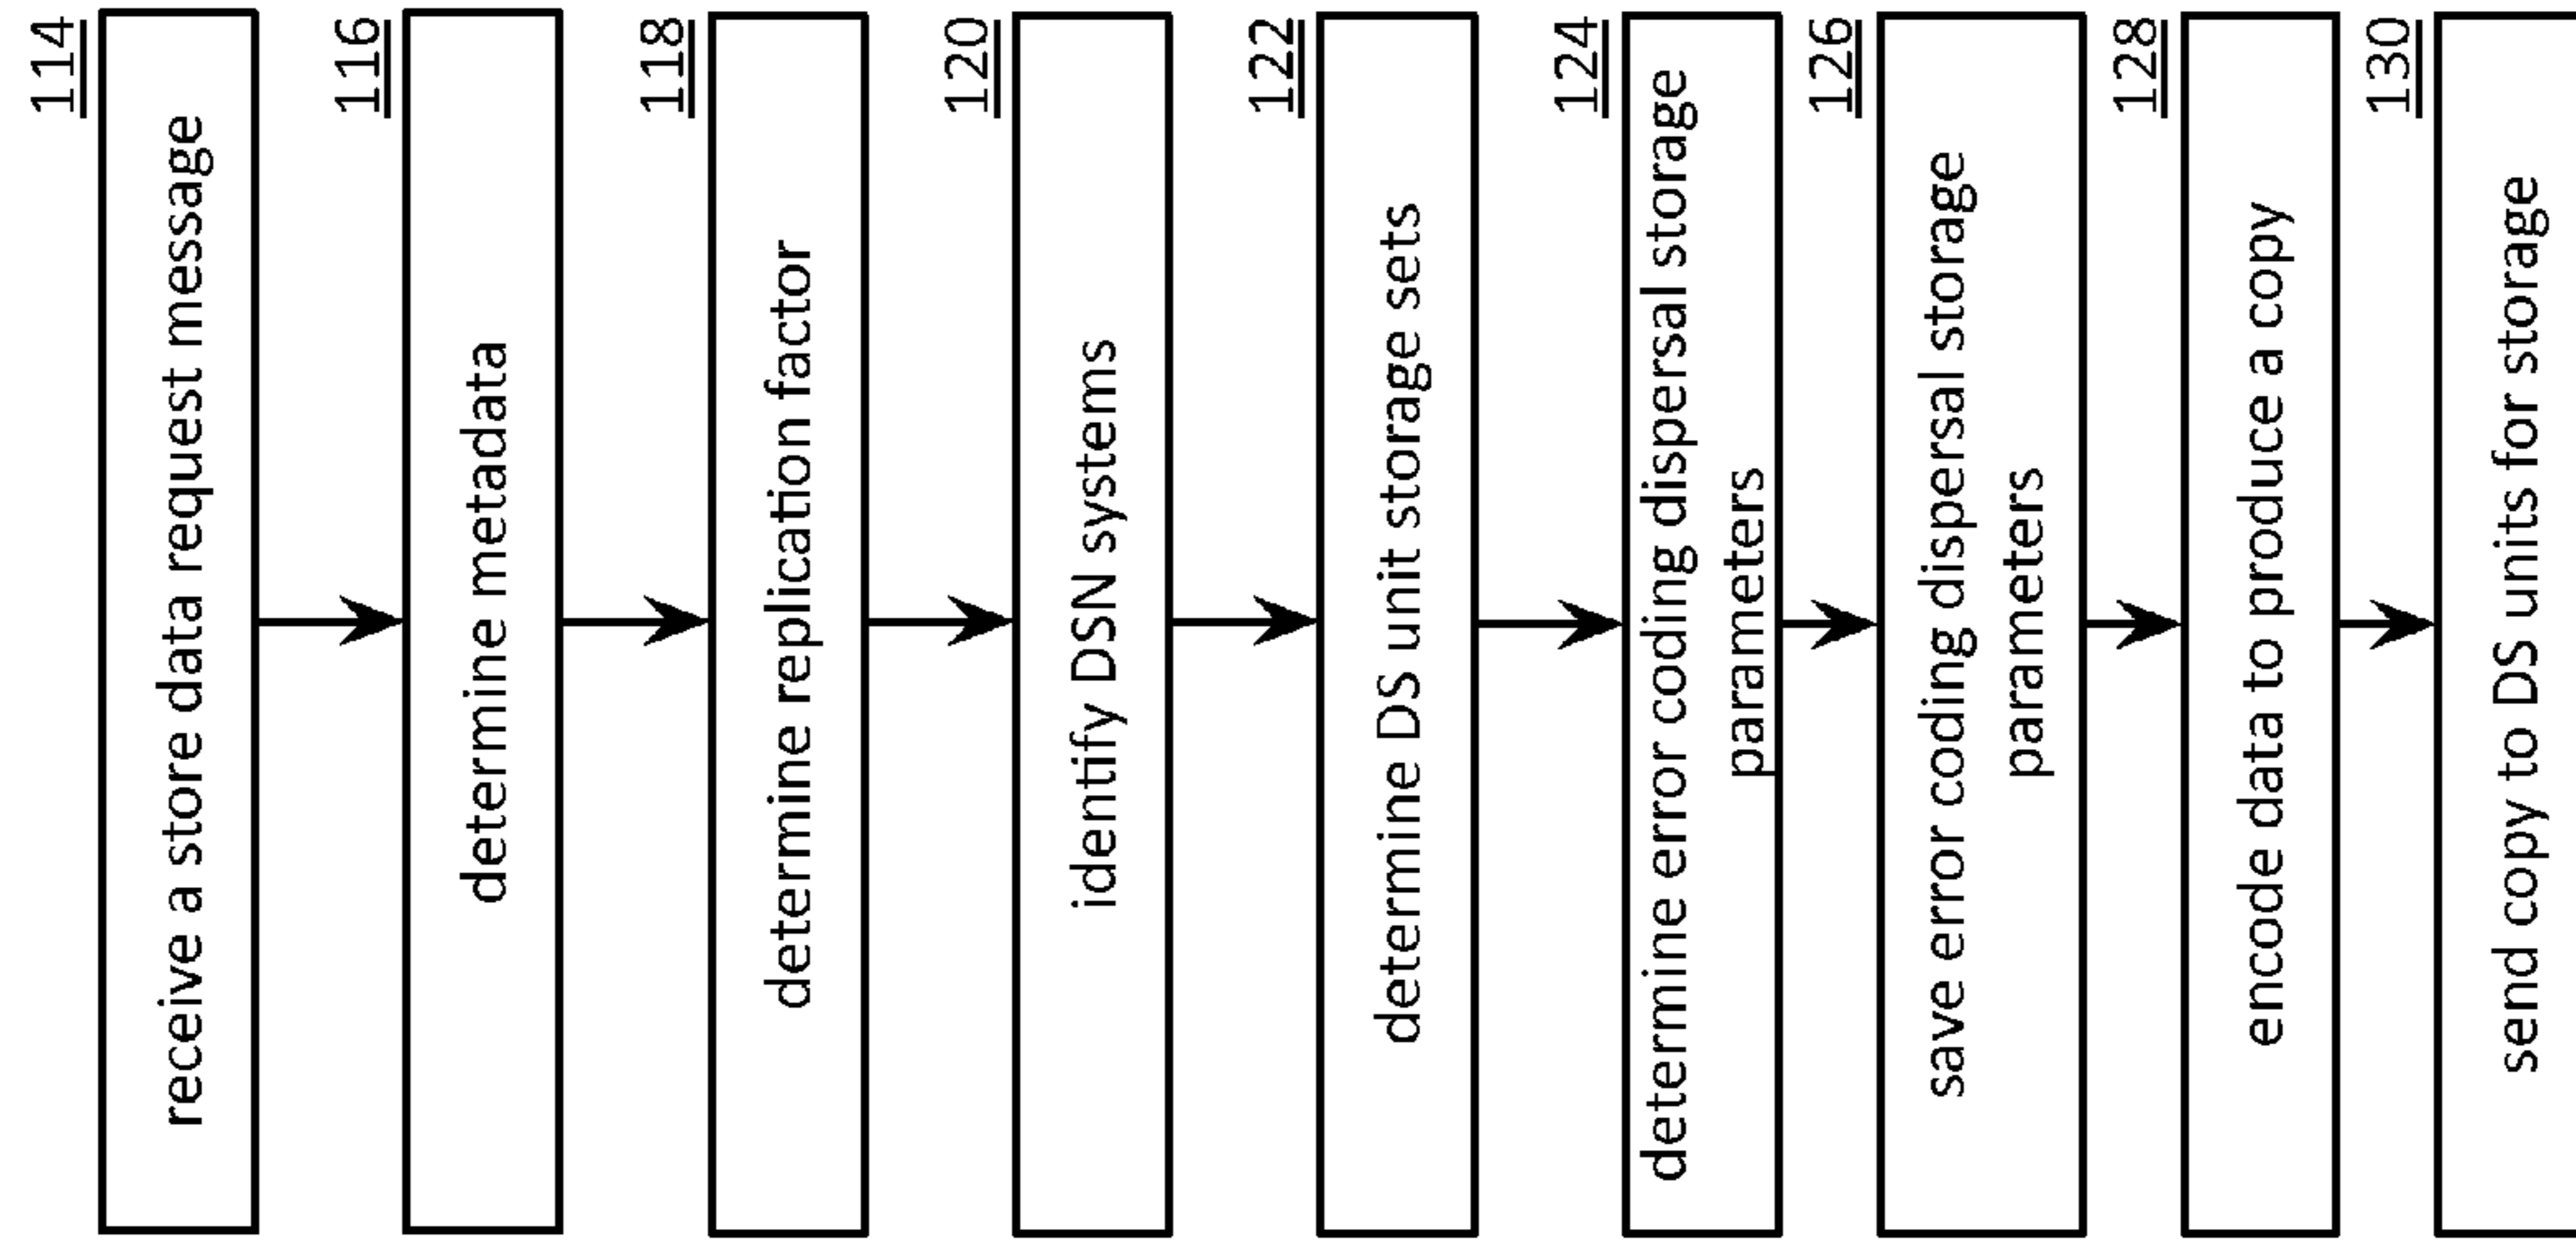 114
receive a store data request message
116
determine metadata
118
determine replication factor
120
identify DSN systems
122
determine DS unit storage sets
124
determine error coding dispersal storage
parameters
126
save error coding dispersal storage
parameters
128
encode data to produce a copy
130
send copy to DS units for storage